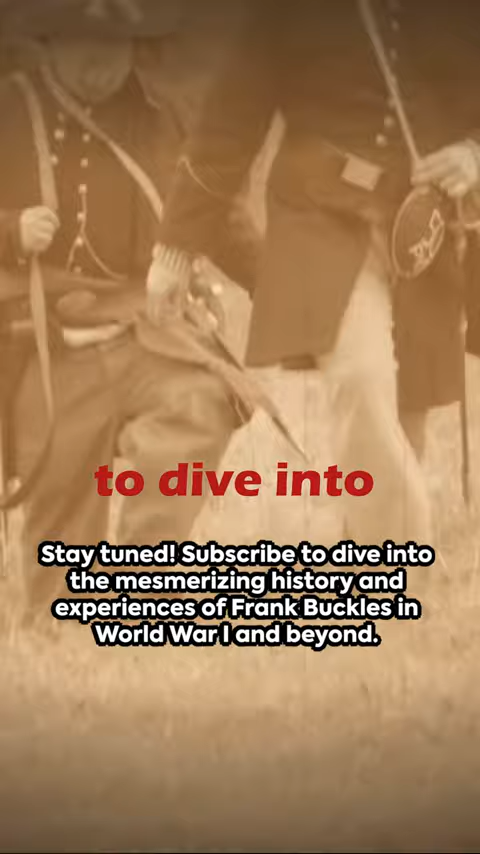 to dive into
Stay tuned! Subscribe to dive into
the mesmerizing history and
experiences of Frank Buckles in
World War I and beyond.